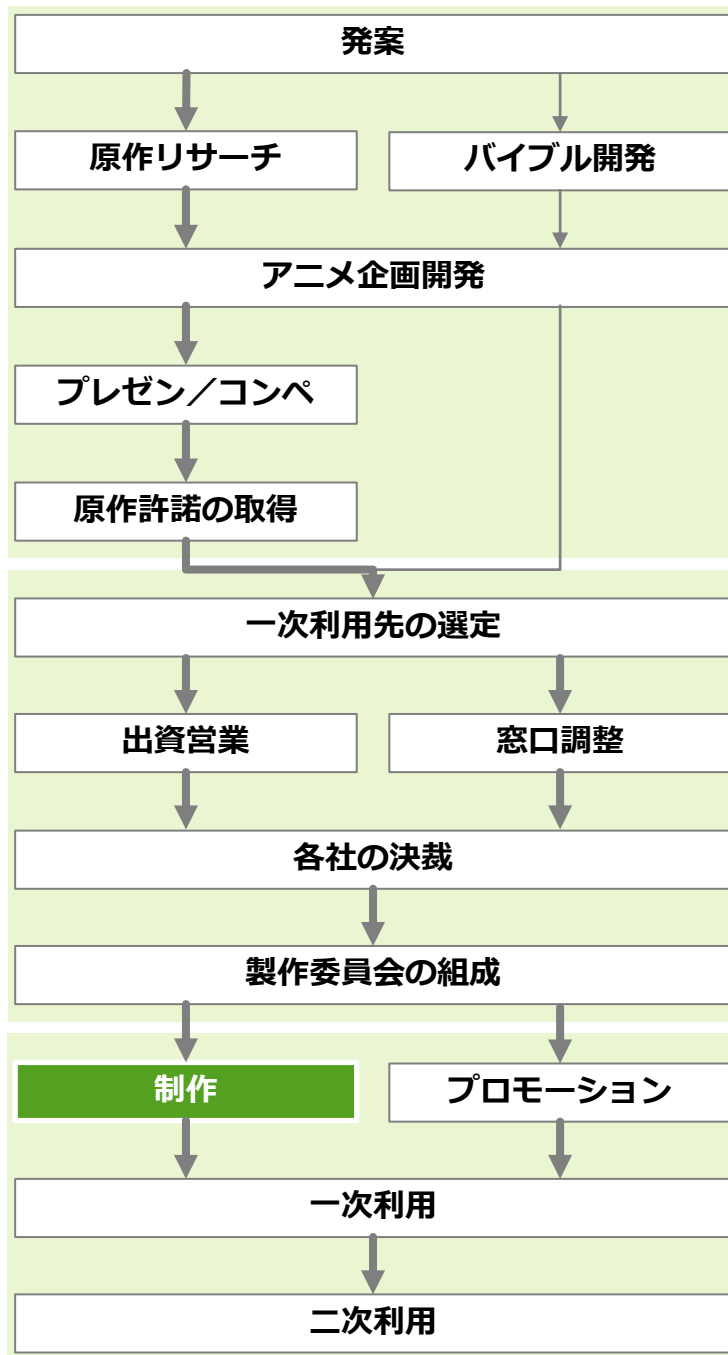 発案
原作リサーチ
バイブル開発
アニメ企画開発
プレゼン／コンペ
原作許諾の取得
一次利用先の選定
出資営業
窓口調整
各社の決裁
製作委員会の組成
制作
プロモーション
一次利用
二次利用